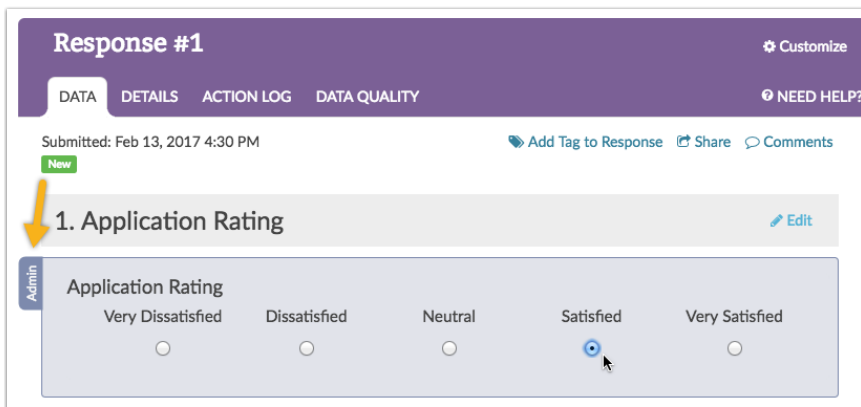 Response #1
Customize
DATA DETAILS ACTION LOG DATA QUALITY
NEED HELP?
Submitted: Feb 13, 2017 4:30 PM
Add Tag to Response Share Comments
New
1. Application Rating
Edit
Admin
Application Rating
Very Dissatisfied Dissatisfied Neutral Satisfied Very Satisfied